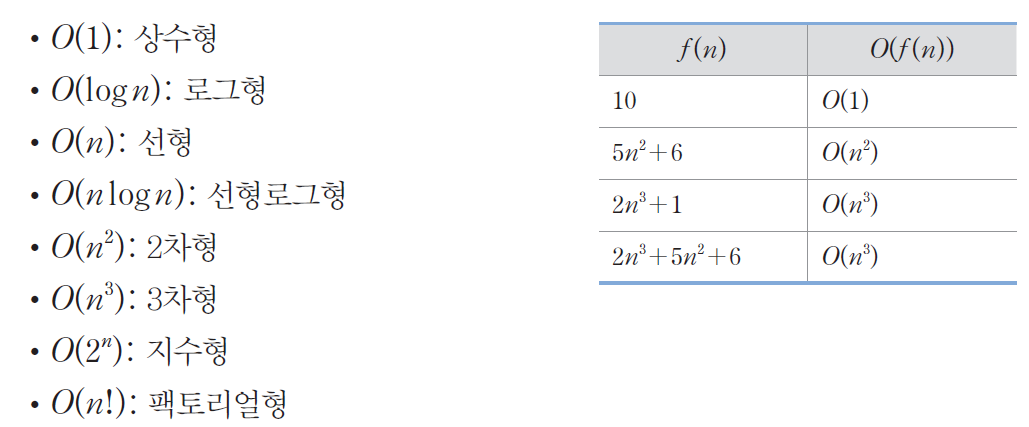 • O(1): 상수형
• O(log n): 로그형
• O(n): 선형
• O(n log n): 선형로그형
• O(n²): 2차형
• O(n³): 3차형
• O(2ⁿ): 지수형
• O(n!): 팩토리얼형
f(n) O(f(n))
10 O(1)
5n²+6 O(n²)
2n³+1 O(n³)
2n³+5n²+6 O(n³)